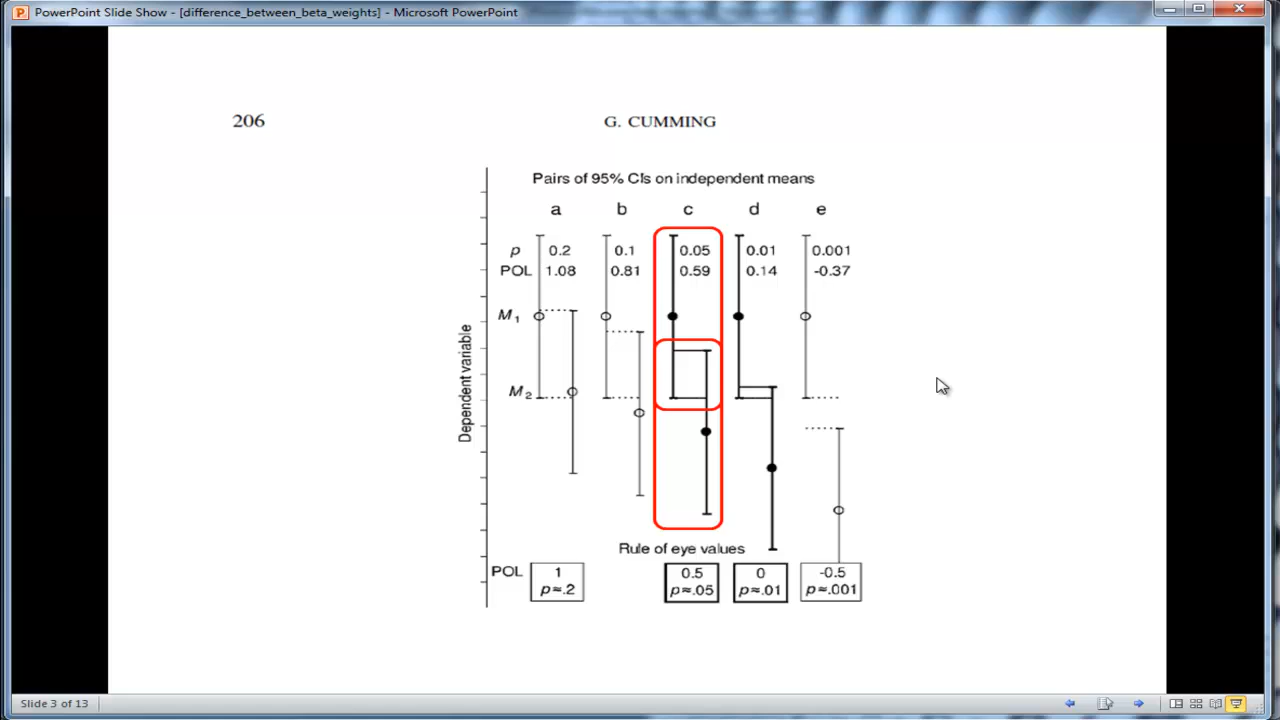 PowerPoint Slide Show - [difference_between_beta_weights] - Microsoft PowerPoint
206
G. CUMMING
Pairs of 95% CIs on independent means
a b c d e
p 0.2 0.1 0.05 0.01 0.001
POL 1.08 0.81 0.59 0.14 -0.37
M1
M2
Dependent variable
Rule of eye values
POL 1 0.5 0 -0.5
p≈.2 p≈.05 p≈.01 p≈.001
Slide 3 of 13